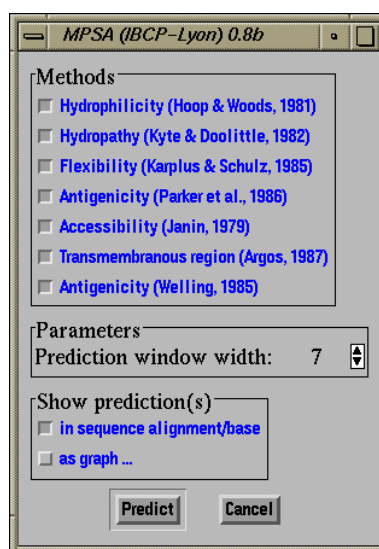 MPSA (IBCP-Lyon) 0.8b
Methods
Hydrophilicity (Hoop & Woods, 1981)
Hydropathy (Kyte & Doolittle, 1982)
Flexibility (Karplus & Schulz, 1985)
Antigenicity (Parker et al., 1986)
Accessibility (Janin, 1979)
Transmembranous region (Argos, 1987)
Antigenicity (Welling, 1985)
Parameters
Prediction window width: 7
Show prediction(s)
in sequence alignment/base
as graph ...
Predict Cancel